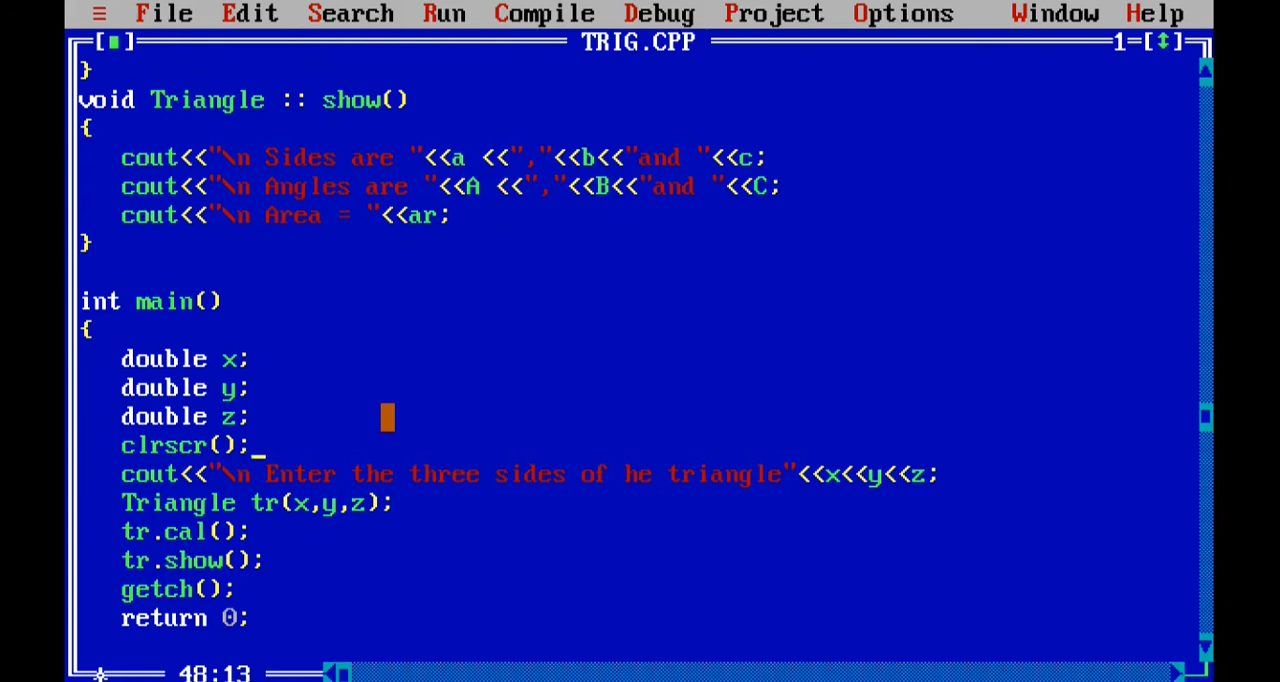 ≡ File Edit Search Run Compile Debug Project Options Window Help
[■] TRIG.CPP 1=[↕]
}
void Triangle :: show()
{
cout<<"\n Sides are "<<a <<","<<b<<"and "<<c;
cout<<"\n Angles are "<<A <<","<<B<<"and "<<C;
cout<<"\n Area = "<<ar;
}
int main()
{
double x;
double y;
double z;
clrscr();_
cout<<"\n Enter the three sides of he triangle"<<x<<y<<z;
Triangle tr(x,y,z);
tr.cal();
tr.show();
getch();
return 0;
48:13